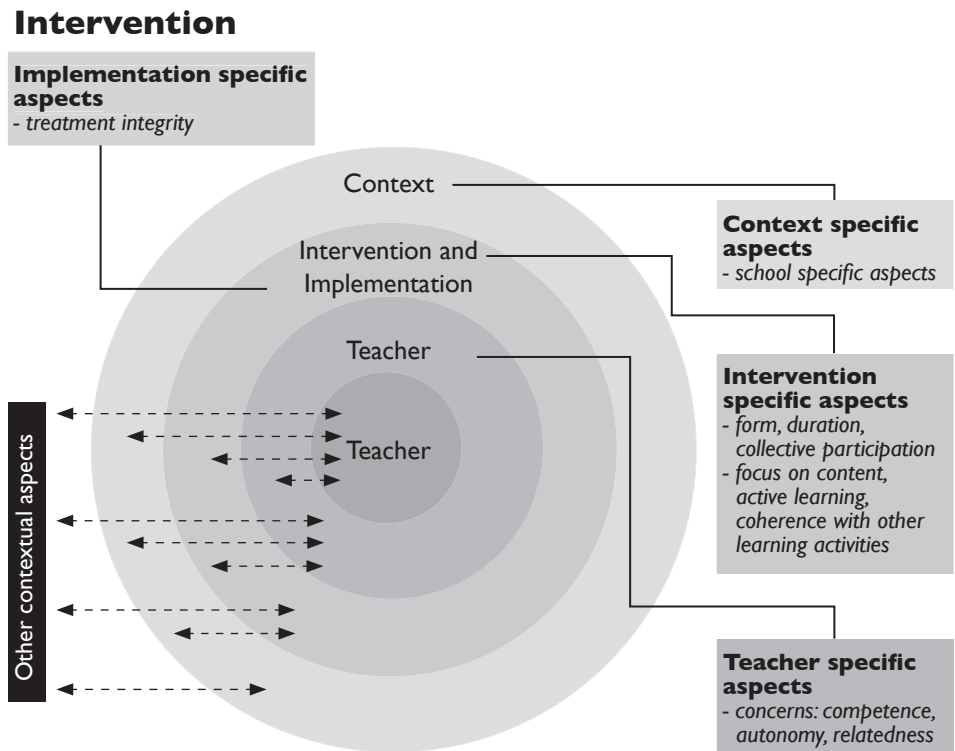 Intervention
Implementation specific
aspects
- treatment integrity
Context
Context specific
aspects
- school specific aspects
Intervention and
Implementation
Teacher
Intervention
specific aspects
- form, duration,
collective participation
- focus on content,
active learning,
coherence with other
learning activities
Teacher
Other contextual aspects
Teacher specific
aspects
- concerns: competence,
autonomy, relatedness